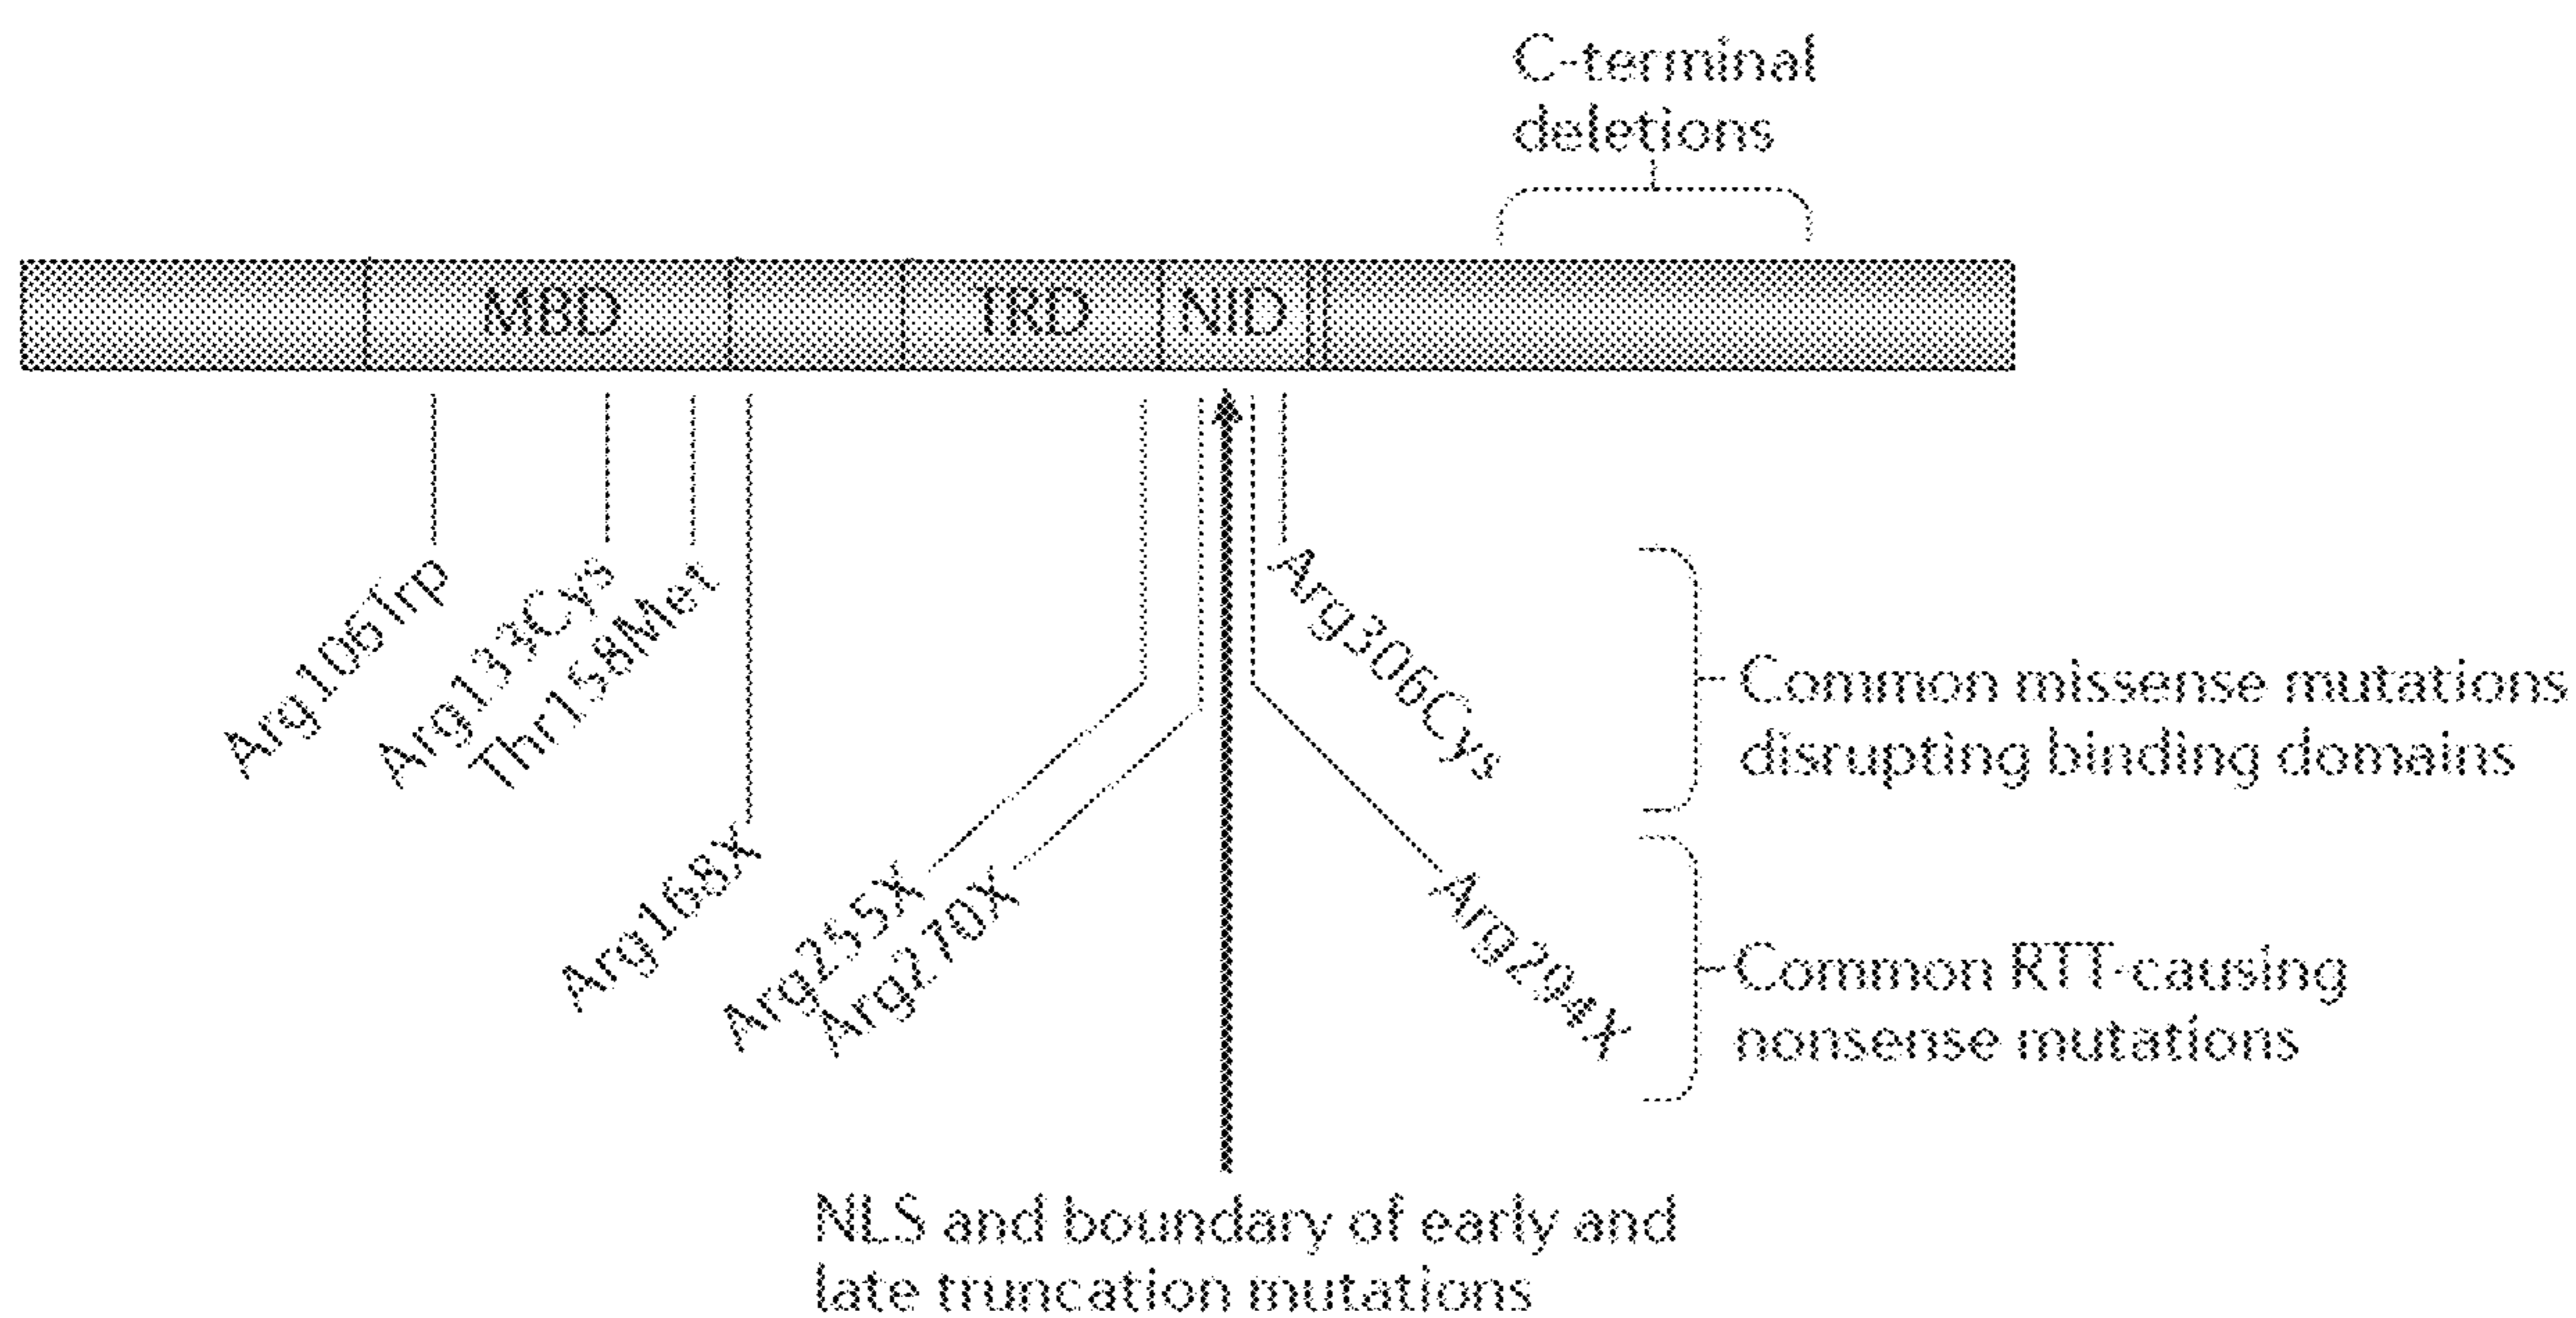 C-terminal
deletions
MBD
TRD
NID
Arg106Trp
Arg133Cys
Thr158Met
Arg306Cys
Common missense mutations
disrupting binding domains
Arg168X
Arg255X
Arg270X
Arg294X
Common RTT-causing
nonsense mutations
NLS and boundary of early and
late truncation mutations